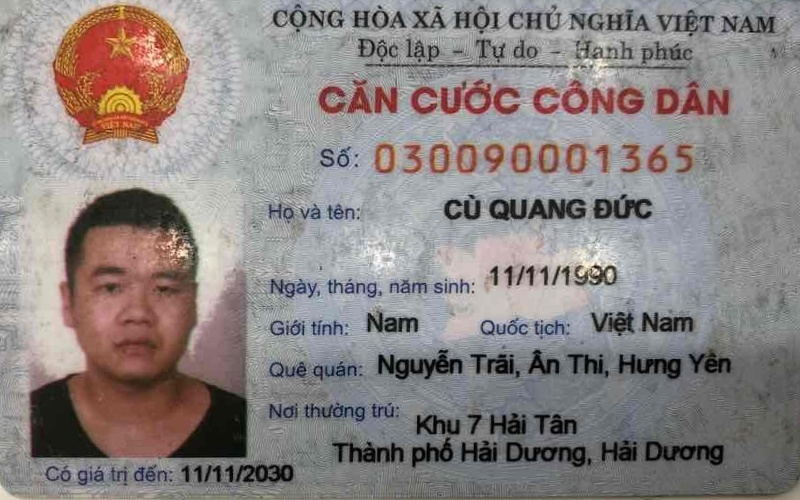 CỘNG HÒA XÃ HỘI CHỦ NGHĨA VIỆT NAM
Độc lập - Tự do - Hạnh phúc
CĂN CƯỚC CÔNG DÂN
Số: 030090001365
Họ và tên: CÙ QUANG ĐỨC
Ngày, tháng, năm sinh: 11/11/1990
Giới tính: Nam Quốc tịch: Việt Nam
Quê quán: Nguyễn Trãi, Ân Thi, Hưng Yên
Nơi thường trú: Khu 7 Hải Tân
Thành phố Hải Dương, Hải Dương
Có giá trị đến: 11/11/2030